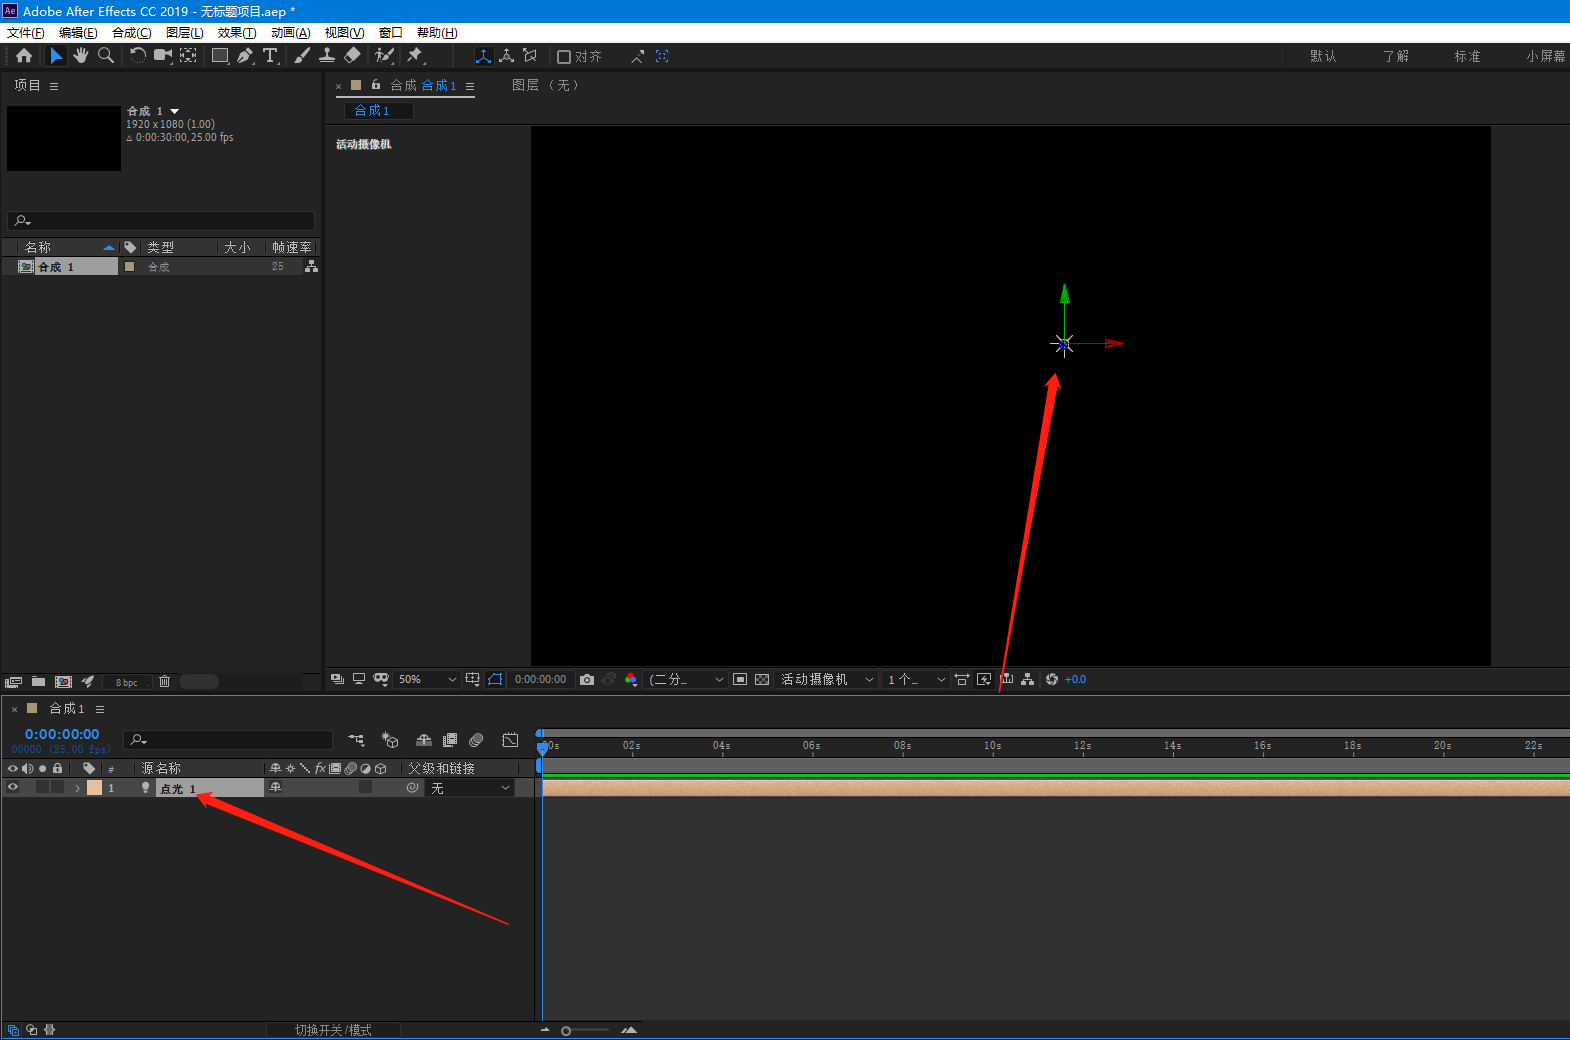 Ae Adobe After Effects CC 2019 - 无标题项目.aep *
文件(F) 编辑(E) 合成(C) 图层(L) 效果(T) 动画(A) 视图(V) 窗口 帮助(H)
对齐 默认 了解 标准 小屏幕
项目
合成 1
1920 x 1080 (1.00)
△ 0:00:30:00, 25.00 fps
名称 类型 大小 帧速率
合成 1 合成 25
8 bpc
× 合成 合成 1 图层 (无)
合成 1
活动摄像机
50% 0:00:00:00 (二分... 活动摄像机 1 个... +0.0
× 合成 1
0:00:00:00
00000 (25.00 fps)
00s 02s 04s 06s 08s 10s 12s 14s 16s 18s 20s 22s
# 源名称 fx 父级和链接
1 点光 1 无
切换开关/模式